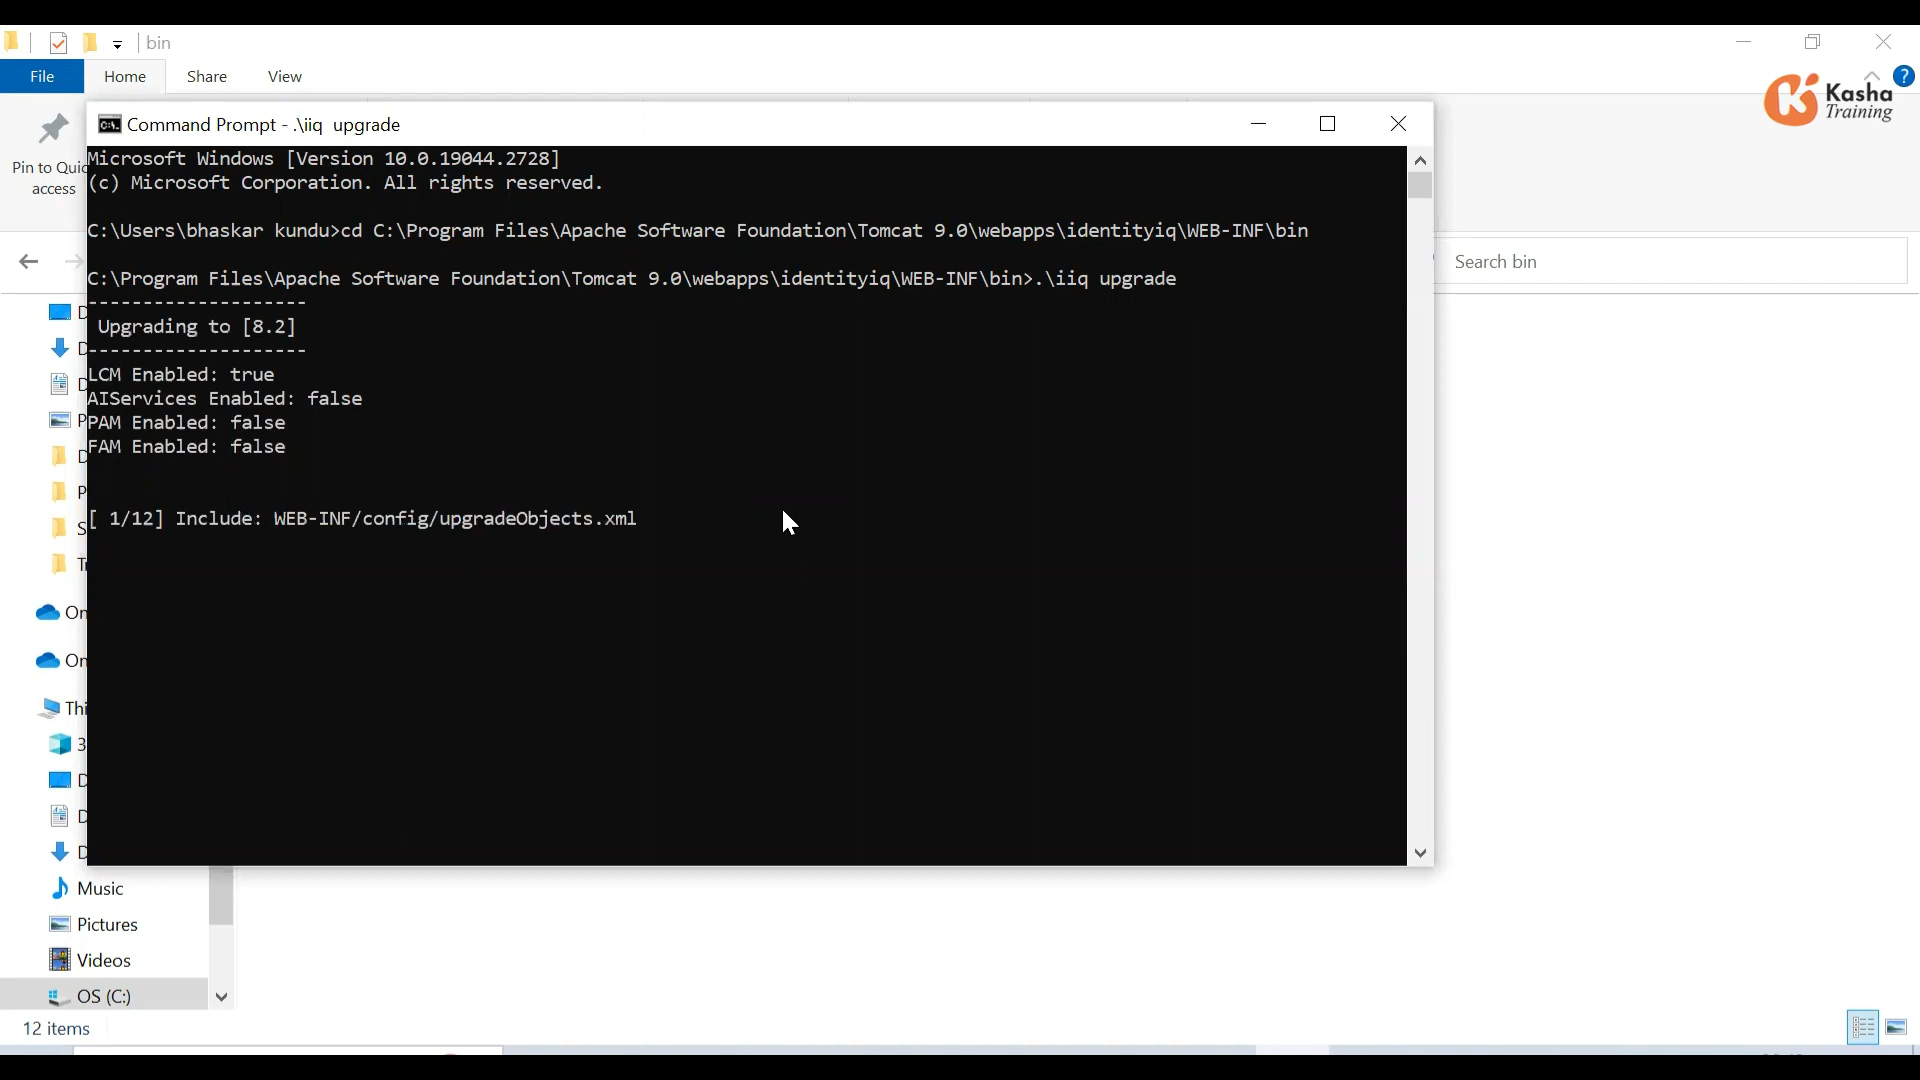 bin
File Home Share View
?
Kasha
Training
Command Prompt - .\iiq upgrade
Pin to Quic
access
Microsoft Windows [Version 10.0.19044.2728]
(c) Microsoft Corporation. All rights reserved.
C:\Users\bhaskar kundu>cd C:\Program Files\Apache Software Foundation\Tomcat 9.0\webapps\identityiq\WEB-INF\bin
C:\Program Files\Apache Software Foundation\Tomcat 9.0\webapps\identityiq\WEB-INF\bin>.\iiq upgrade
--------------------
Upgrading to [8.2]
--------------------
LCM Enabled: true
AIServices Enabled: false
PAM Enabled: false
FAM Enabled: false
[ 1/12] Include: WEB-INF/config/upgradeObjects.xml
Search bin
Music
Pictures
Videos
OS (C:)
12 items